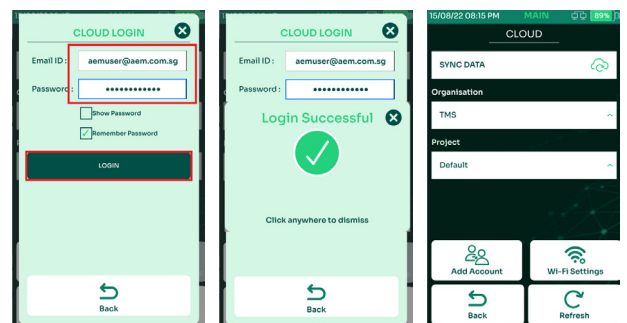 CLOUD LOGIN
Email ID :
aemuser@aem.com.sg
Password :
••••••••••••
Show Password
Remember Password
LOGIN
Back
CLOUD LOGIN
Email ID :
aemuser@aem.com.sg
Password :
••••••••••••
Login Successful
Click anywhere to dismiss
Back
15/08/22 08:15 PM MAIN 89%
CLOUD
SYNC DATA
Organisation
TMS
Project
Default
Add Account
Wi-Fi Settings
Back
Refresh